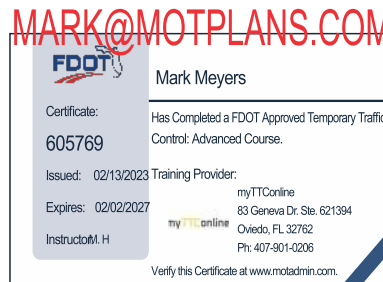 MARK@MOTPLANS.COM
FDOT
Mark Meyers
Certificate:
605769
Has Completed a FDOT Approved Temporary Traffic
Control: Advanced Course.
Issued: 02/13/2023
Expires: 02/02/2027
Instructor: M. H
Training Provider:
myTTConline
myTTConline
83 Geneva Dr. Ste. 621394
Oviedo, FL 32762
Ph: 407-901-0206
Verify this Certificate at www.motadmin.com.